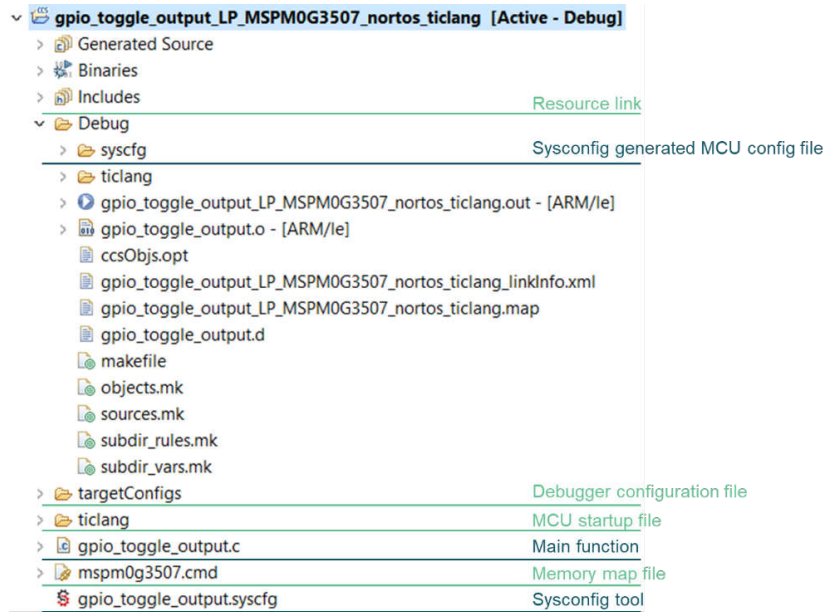 gpio_toggle_output_LP_MSPM0G3507_nortos_ticlang [Active - Debug]
Generated Source
Binaries
Includes
Resource link
Debug
syscfg
Sysconfig generated MCU config file
ticlang
gpio_toggle_output_LP_MSPM0G3507_nortos_ticlang.out - [ARM/le]
gpio_toggle_output.o - [ARM/le]
ccsObjs.opt
gpio_toggle_output_LP_MSPM0G3507_nortos_ticlang_linkInfo.xml
gpio_toggle_output_LP_MSPM0G3507_nortos_ticlang.map
gpio_toggle_output.d
makefile
objects.mk
sources.mk
subdir_rules.mk
subdir_vars.mk
targetConfigs
Debugger configuration file
ticlang
MCU startup file
gpio_toggle_output.c
Main function
mspm0g3507.cmd
Memory map file
gpio_toggle_output.syscfg
Sysconfig tool